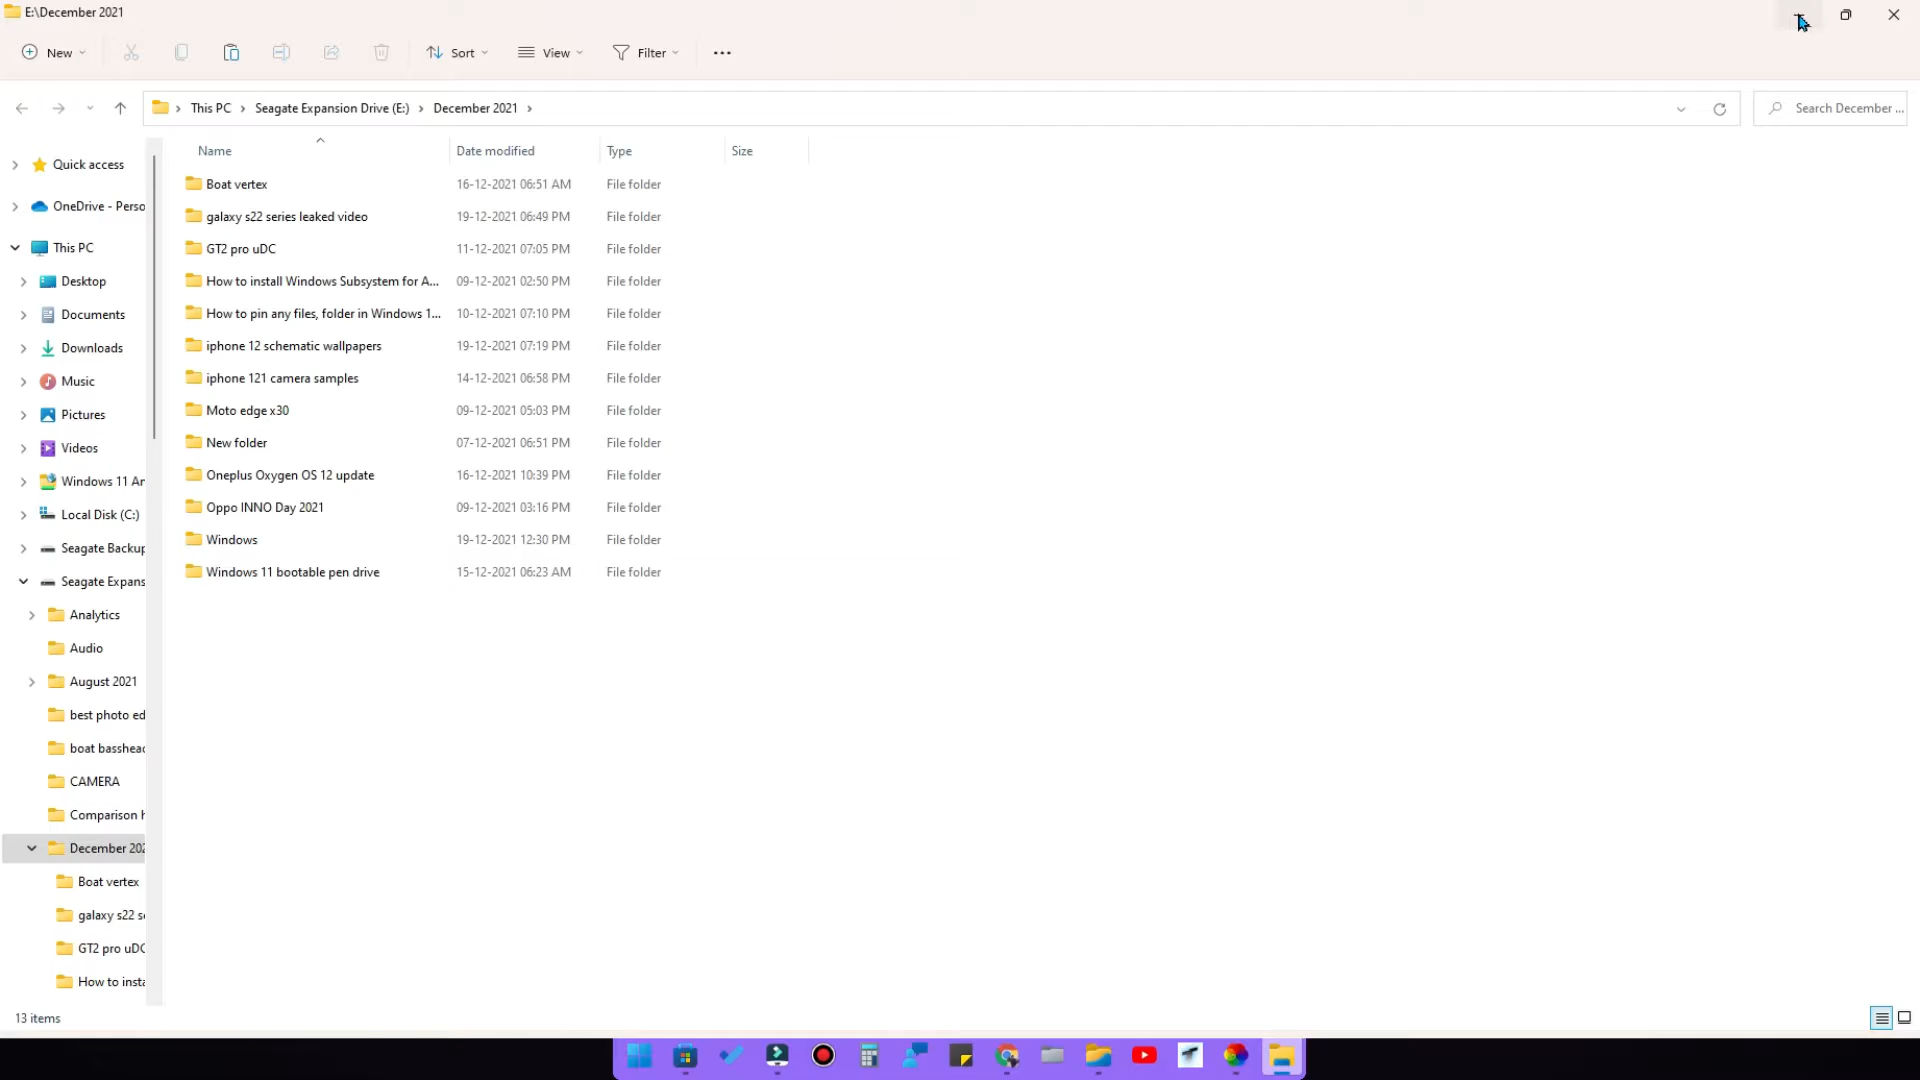 E:\December 2021
New
Sort
View
Filter
This PC
Seagate Expansion Drive (E:)
December 2021
Search December ...
Name
Date modified
Type
Size
Boat vertex 16-12-2021 06:51 AM File folder
galaxy s22 series leaked video 19-12-2021 06:49 PM File folder
GT2 pro uDC 11-12-2021 07:05 PM File folder
How to install Windows Subsystem for A... 09-12-2021 02:50 PM File folder
How to pin any files, folder in Windows 1... 10-12-2021 07:10 PM File folder
iphone 12 schematic wallpapers 19-12-2021 07:19 PM File folder
iphone 121 camera samples 14-12-2021 06:58 PM File folder
Moto edge x30 09-12-2021 05:03 PM File folder
New folder 07-12-2021 06:51 PM File folder
Oneplus Oxygen OS 12 update 16-12-2021 10:39 PM File folder
Oppo INNO Day 2021 09-12-2021 03:16 PM File folder
Windows 19-12-2021 12:30 PM File folder
Windows 11 bootable pen drive 15-12-2021 06:23 AM File folder
Quick access
OneDrive - Perso
This PC
Desktop
Documents
Downloads
Music
Pictures
Videos
Windows 11 An
Local Disk (C:)
Seagate Backup
Seagate Expans
Analytics
Audio
August 2021
best photo ed
boat basshead
CAMERA
Comparison h
December 202
Boat vertex
galaxy s22 se
GT2 pro uDC
How to insta
13 items